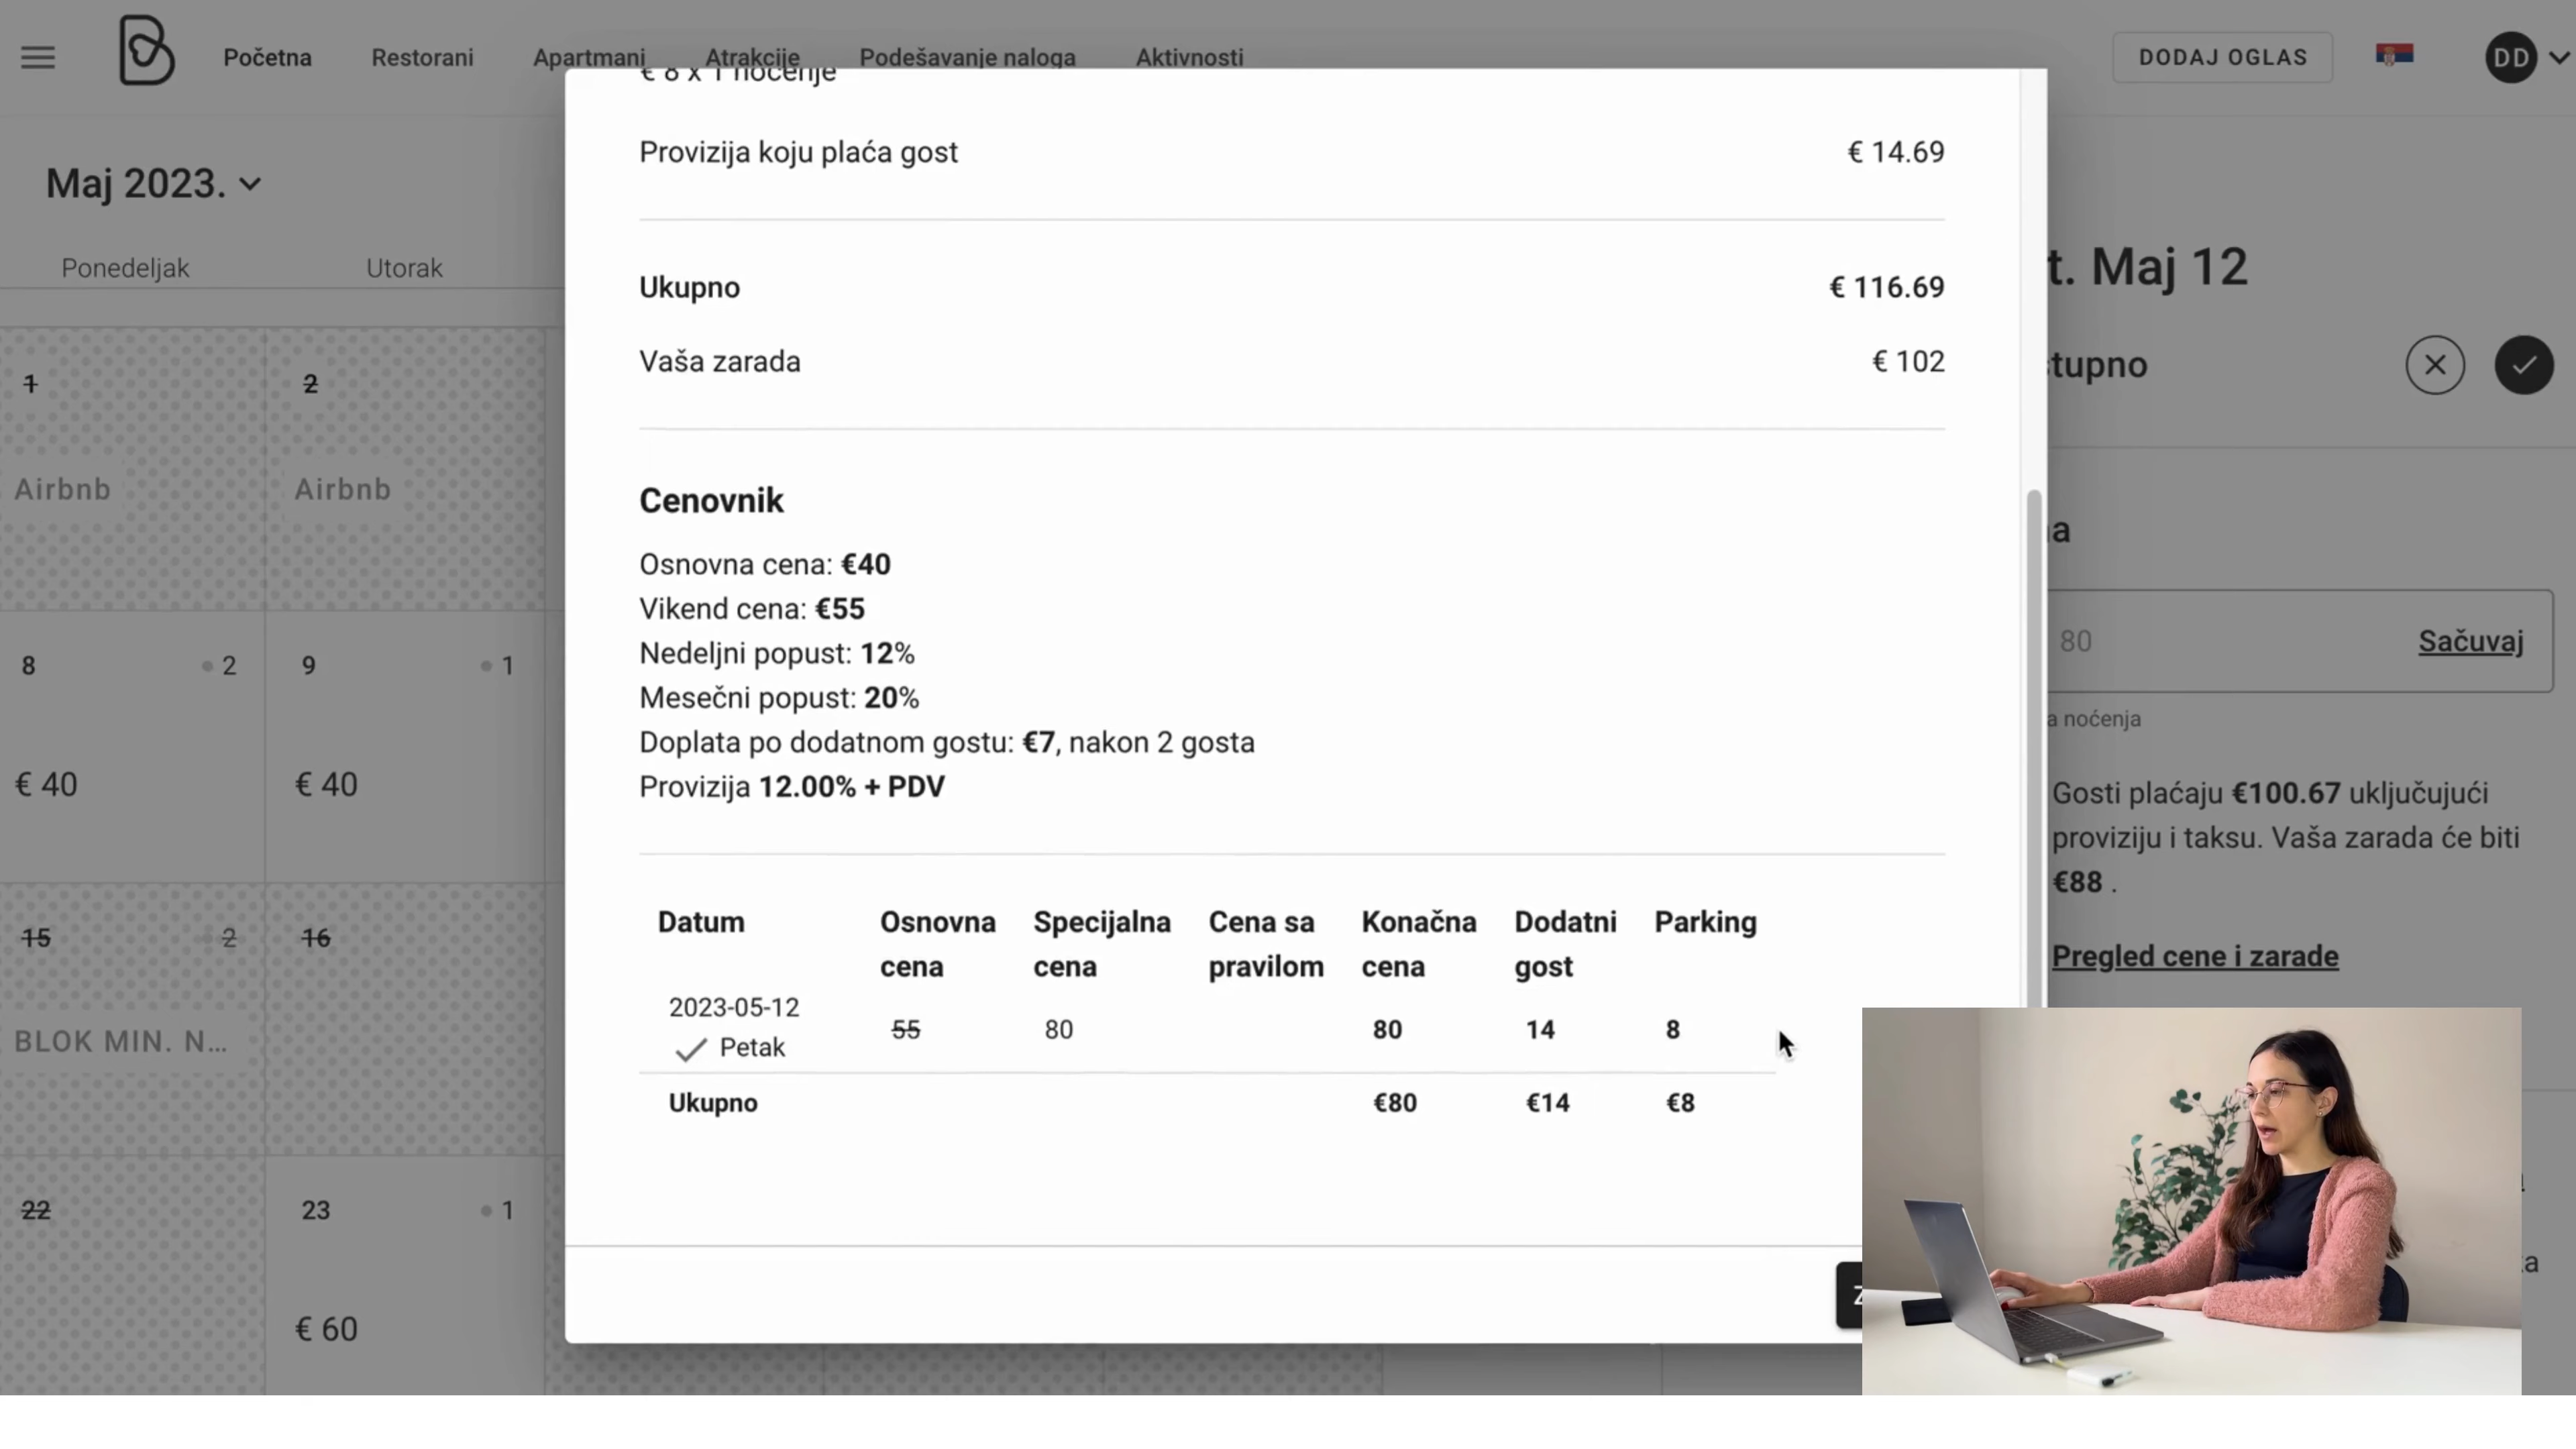 Početna
Restorani
Apartmani
Atrakcije
Podešavanje naloga
Aktivnosti
DODAJ OGLAS
DD
Maj 2023.
Ponedeljak
Utorak
1
2
Airbnb
Airbnb
8
2
9
1
€ 40
€ 40
15
2
16
BLOK MIN. N...
22
23
1
€ 60
€ 8 x 1 noćenje
Provizija koju plaća gost
€ 14.69
Ukupno
€ 116.69
Vaša zarada
€ 102
Cenovnik
Osnovna cena: €40
Vikend cena: €55
Nedeljni popust: 12%
Mesečni popust: 20%
Doplata po dodatnom gostu: €7, nakon 2 gosta
Provizija 12.00% + PDV
Datum
Osnovna cena
Specijalna cena
Cena sa pravilom
Konačna cena
Dodatni gost
Parking
2023-05-12
Petak
55
80
80
14
8
Ukupno
€80
€14
€8
t. Maj 12
tupno
a
80
Sačuvaj
a noćenja
Gosti plaćaju €100.67 uključujući
proviziju i taksu. Vaša zarada će biti
€88 .
Pregled cene i zarade